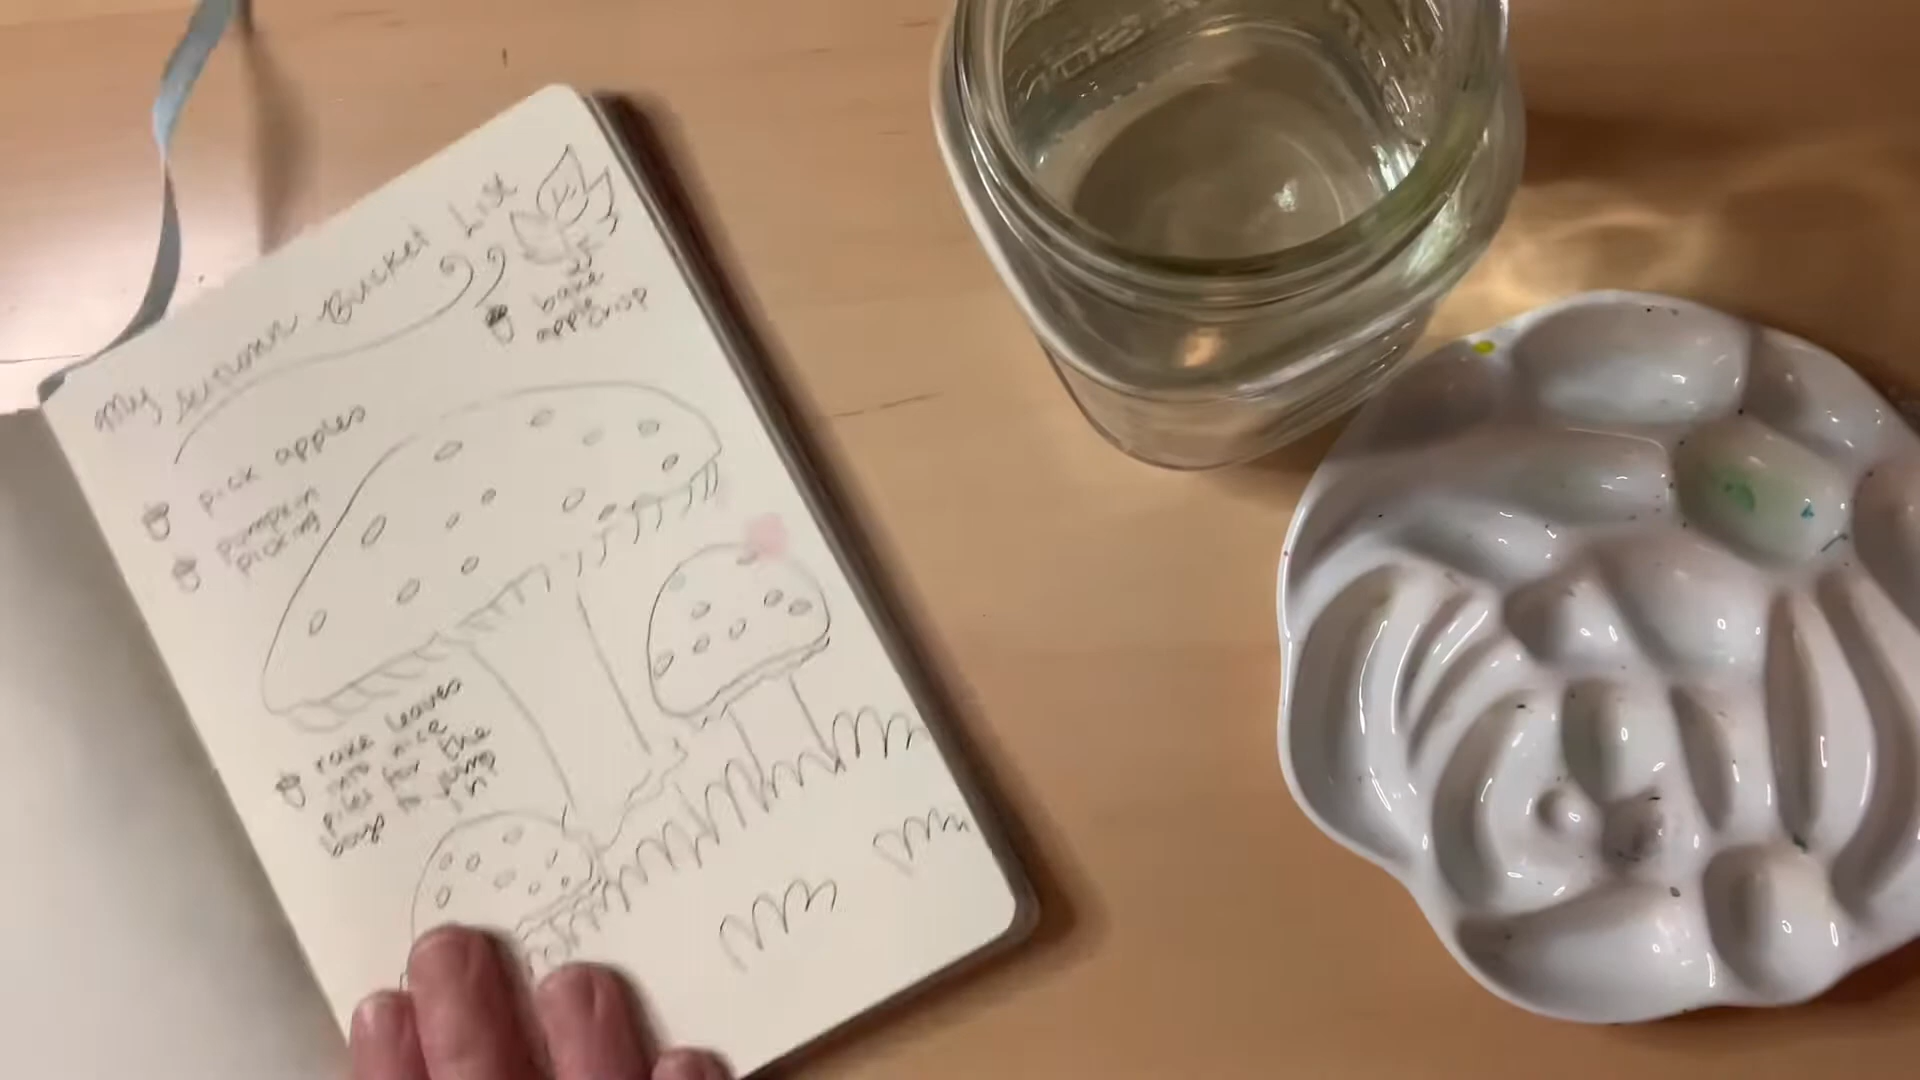 My Autumn Bucket List
bake
apple crisp
pick apples
pumpkin
picking
rake leaves
into nice
piles for the
boys to jump
in!